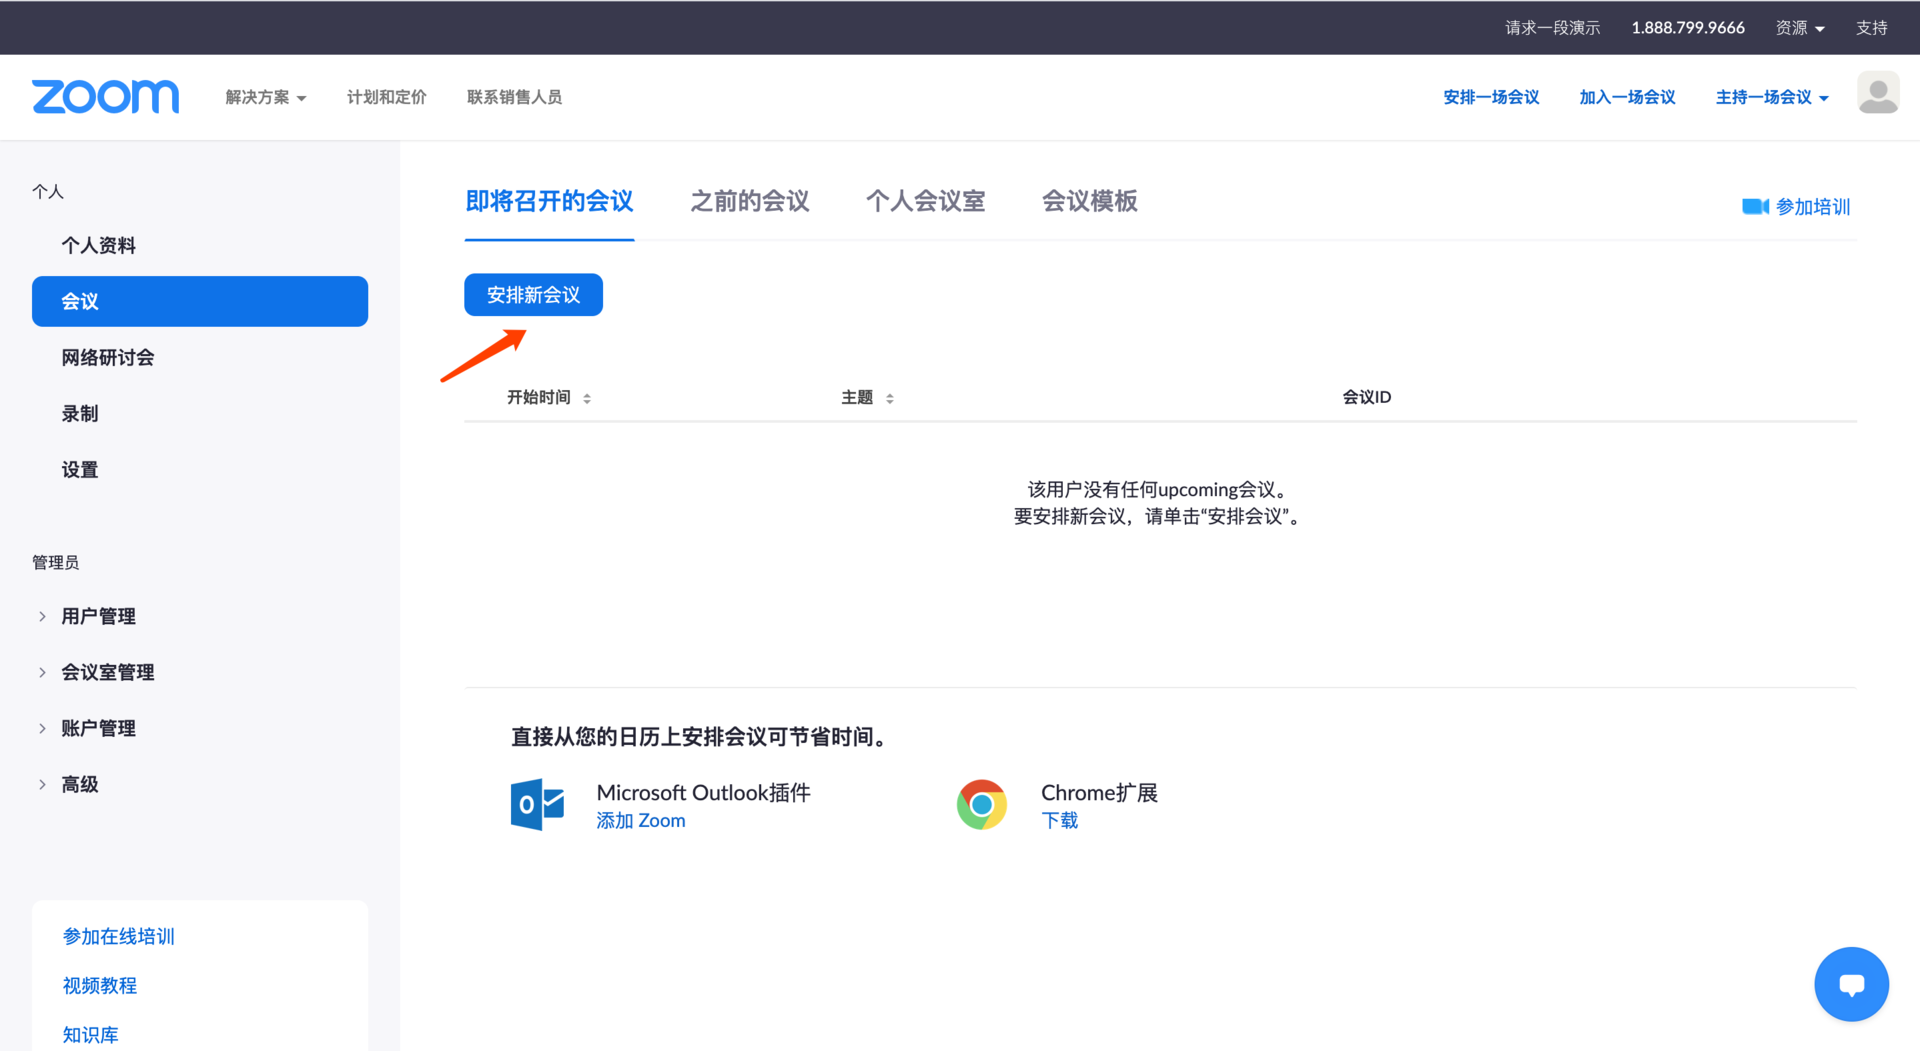 请求一段演示 1.888.799.9666 资源 支持
zoom 解决方案 计划和定价 联系销售人员 安排一场会议 加入一场会议 主持一场会议
个人
个人资料
会议
网络研讨会
录制
设置
管理员
用户管理
会议室管理
账户管理
高级
参加在线培训
视频教程
知识库
即将召开的会议 之前的会议 个人会议室 会议模板 参加培训
安排新会议
开始时间 主题 会议ID
该用户没有任何upcoming会议。
要安排新会议，请单击“安排会议”。
直接从您的日历上安排会议可节省时间。
Microsoft Outlook插件
添加 Zoom
Chrome扩展
下载